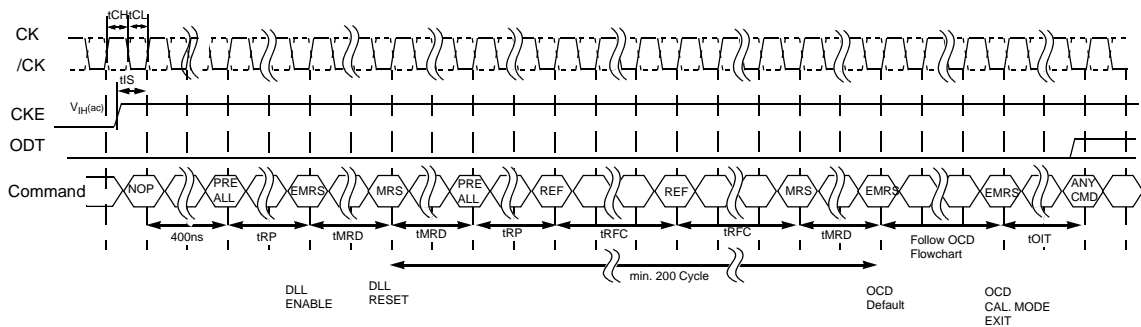 tCH tCL
CK
/CK
tIS
VIH(ac)
CKE
ODT
Command NOP PRE ALL EMRS MRS PRE ALL REF REF MRS EMRS EMRS ANY CMD
400ns tRP tMRD tMRD tRP tRFC tRFC tMRD Follow OCD Flowchart tOIT
min. 200 Cycle
DLL ENABLE
DLL RESET
OCD Default
OCD CAL. MODE EXIT